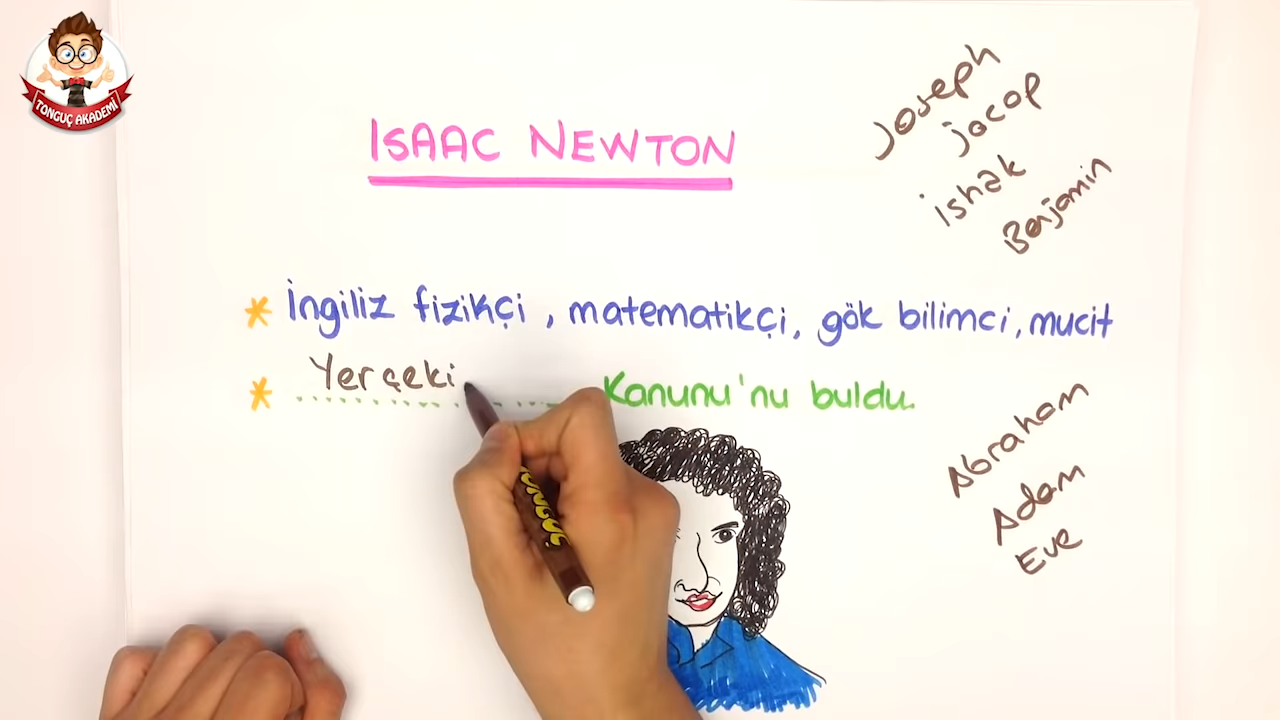 TONGUÇ AKADEMİ
ISAAC NEWTON
Joseph
jocop
ishak
Benjamin
* İngiliz fizikçi, matematikçi, gök bilimci, mucit
* Yerçeki Kanunu'nu buldu.
Abraham
Adam
Eve